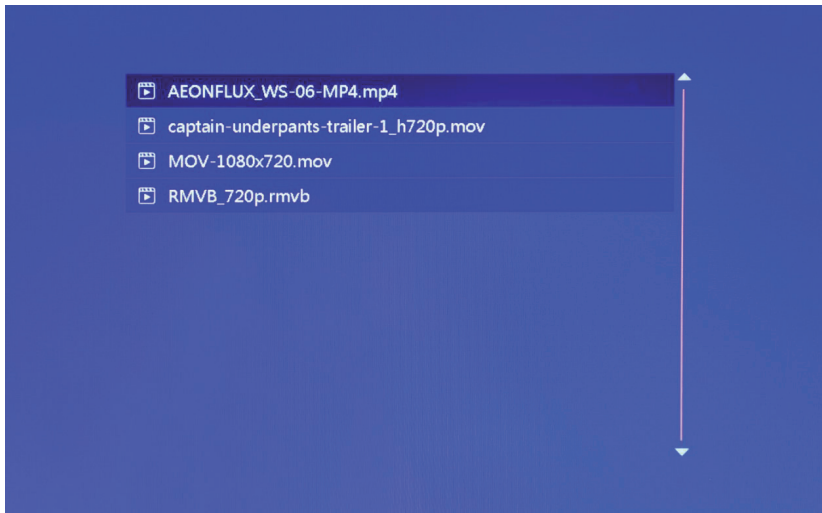 AEONFLUX_WS-06-MP4.mp4
captain-underpants-trailer-1_h720p.mov
MOV-1080x720.mov
RMVB_720p.rmvb